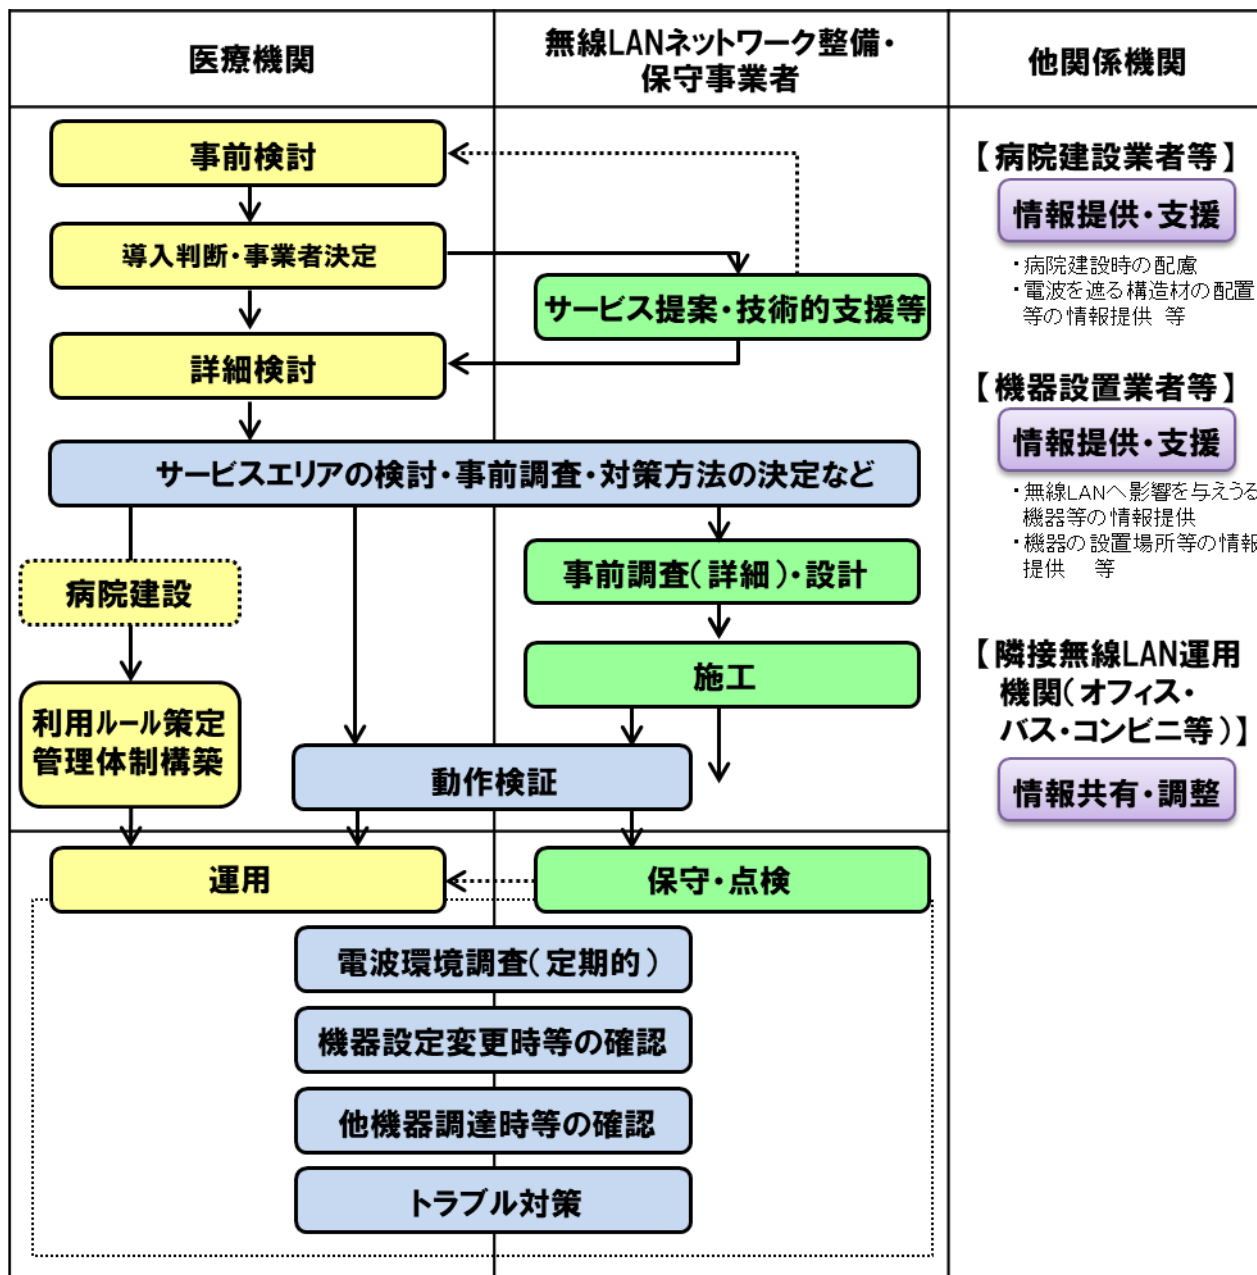 医療機関
無線LANネットワーク整備・
保守事業者
他関係機関
事前検討
導入判断・事業者決定
サービス提案・技術的支援等
詳細検討
サービスエリアの検討・事前調査・対策方法の決定など
病院建設
事前調査(詳細)・設計
施工
利用ルール策定
管理体制構築
動作検証
運用
保守・点検
電波環境調査(定期的)
機器設定変更時等の確認
他機器調達時等の確認
トラブル対策
【病院建設業者等】
情報提供・支援
・病院建設時の配慮
・電波を遮る構造材の配置
等の情報提供 等
【機器設置業者等】
情報提供・支援
・無線LANへ影響を与えうる
機器等の情報提供
・機器の設置場所等の情報
提供 等
【隣接無線LAN運用
機関(オフィス・
バス・コンビニ等)】
情報共有・調整